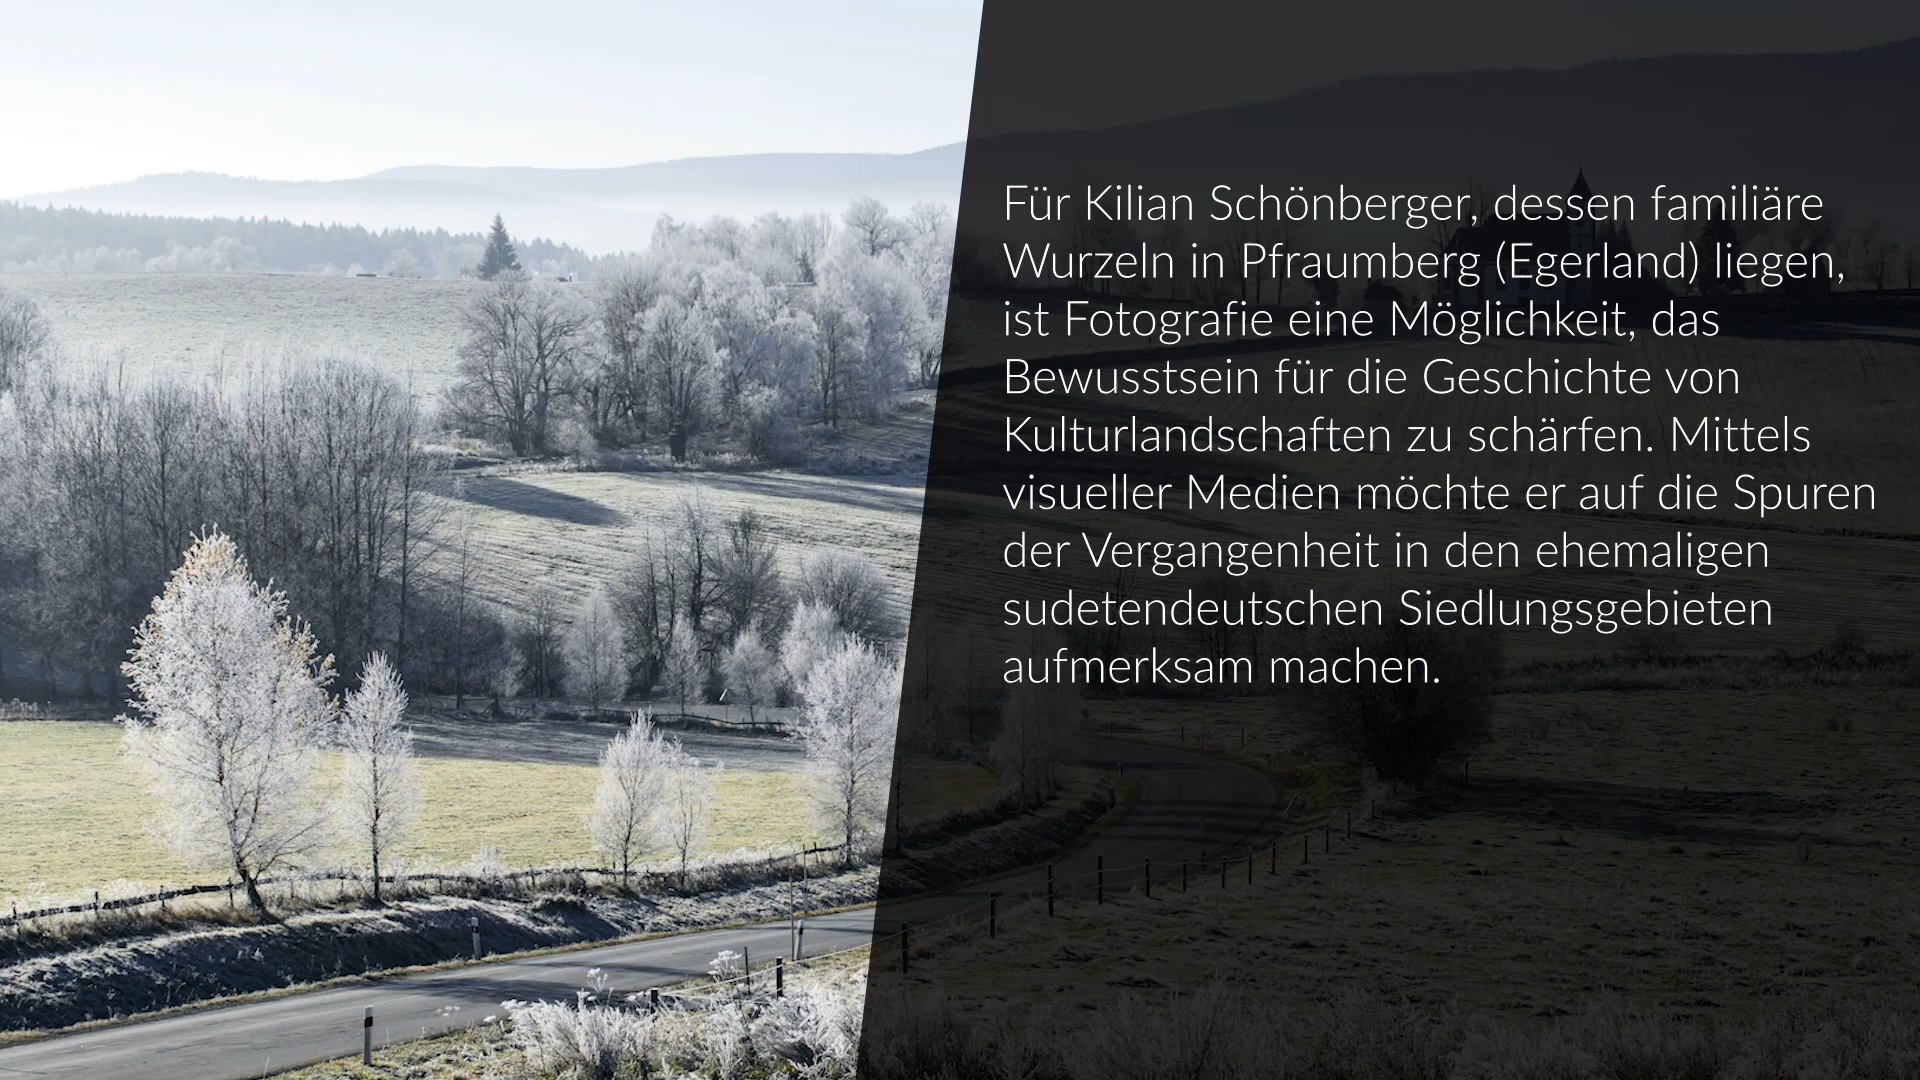 Für Kilian Schönberger, dessen familiäre
Wurzeln in Pfraumberg (Egerland) liegen,
ist Fotografie eine Möglichkeit, das
Bewusstsein für die Geschichte von
Kulturlandschaften zu schärfen. Mittels
visueller Medien möchte er auf die Spuren
der Vergangenheit in den ehemaligen
sudetendeutschen Siedlungsgebieten
aufmerksam machen.